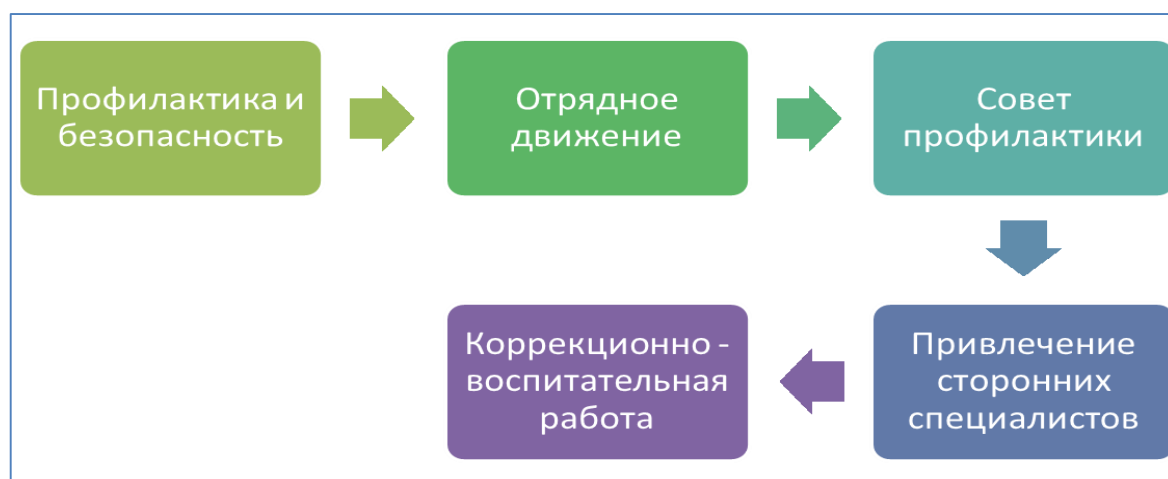 Профилактика и
безопасность
Отрядное
движение
Совет
профилактики
Привлечение
сторонних
специалистов
Коррекционно -
воспитательная
работа